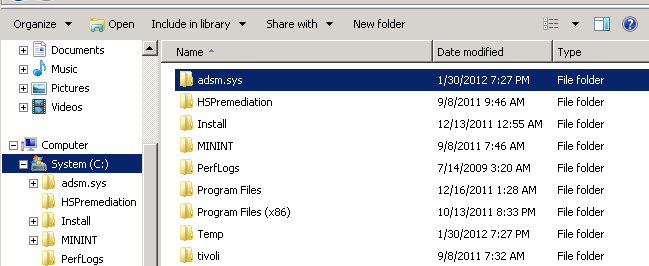 Organize Open Include in library Share with New folder
Documents
Music
Pictures
Videos
Computer
System (C:)
adsm.sys
HSPremediation
Install
MININT
PerfLogs
Name Date modified Type
adsm.sys 1/30/2012 7:27 PM File folder
HSPremediation 9/8/2011 9:46 AM File folder
Install 12/13/2011 12:55 AM File folder
MININT 9/8/2011 7:46 AM File folder
PerfLogs 7/14/2009 3:20 AM File folder
Program Files 12/16/2011 1:28 AM File folder
Program Files (x86) 10/13/2011 8:33 PM File folder
Temp 1/30/2012 7:27 PM File folder
tivoli 9/8/2011 7:32 AM File folder